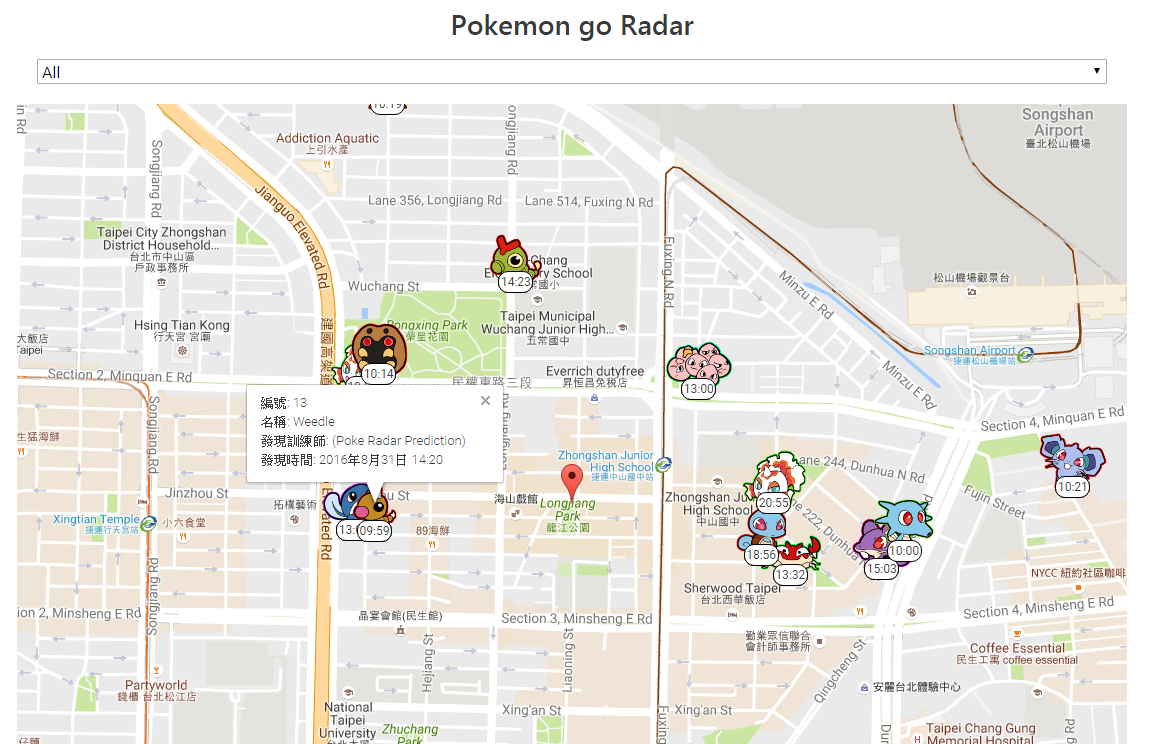 Pokemon go Radar
All
10:19
Songshan
Airport
臺北松山機場
Addiction Aquatic
上引水產
Songjiang Rd
Jianguo Elevated Rd
Lane 356, Longjiang Rd
Lane 514, Fuxing N Rd
Taipei City Zhongshan
District Household...
台北市中山區
戶政事務所
14:23
Wuchang St
Fuxing N Rd
Minzu E Rd
松山機場觀景台
Hsing Tian Kong
行天宮 宮廟
Rongxing Park
榮星花園
Taipei Municipal
Wuchang Junior High...
五常國中
大飯店
Taipei
10:14
Songshan Airport
捷運松山機場站
Section 2, Minquan E Rd
民權東路三段
Everrich dutyfree
昇恒昌免稅店
13:00
Minzu E Rd
Section 4, Minquan E Rd
編號: 13
名稱: Weedle
發現訓練師: (Poke Radar Prediction)
發現時間: 2016年8月31日 14:20
生猛海鮮
Songjiang Rd
Zhongshan Junior
High School
捷運中山國中站
Lane 244, Dunhua N Rd
10:21
Jinzhou St
拓樸藝術
海山戲館
Longjiang
Park
龍江公園
High School
中山國中
20:55
Fujin Street
Xingtian Temple
捷運行天宮站
小六食堂
09:59
89海鮮
18:56
13:32
10:00
15:03
NYCC 紐約社區咖啡
Sherwood Taipei
台北西華飯店
ion 2, Minsheng E Rd
晶宴會館(民生館)
Section 3, Minsheng E Rd
Section 4, Minsheng E Rd
勤業眾信聯合
會計師事務所
Coffee Essential
民生工寓 coffee essential
Hejiang St
Liaoning St
Qingcheng St
Partyworld
錢櫃 台北松江店
安麗台北體驗中心
National
Taipei
University
Xing'an St
Xing'an St
Zhuchang
Park
Taipei Chang Gung
Memorial Hospital